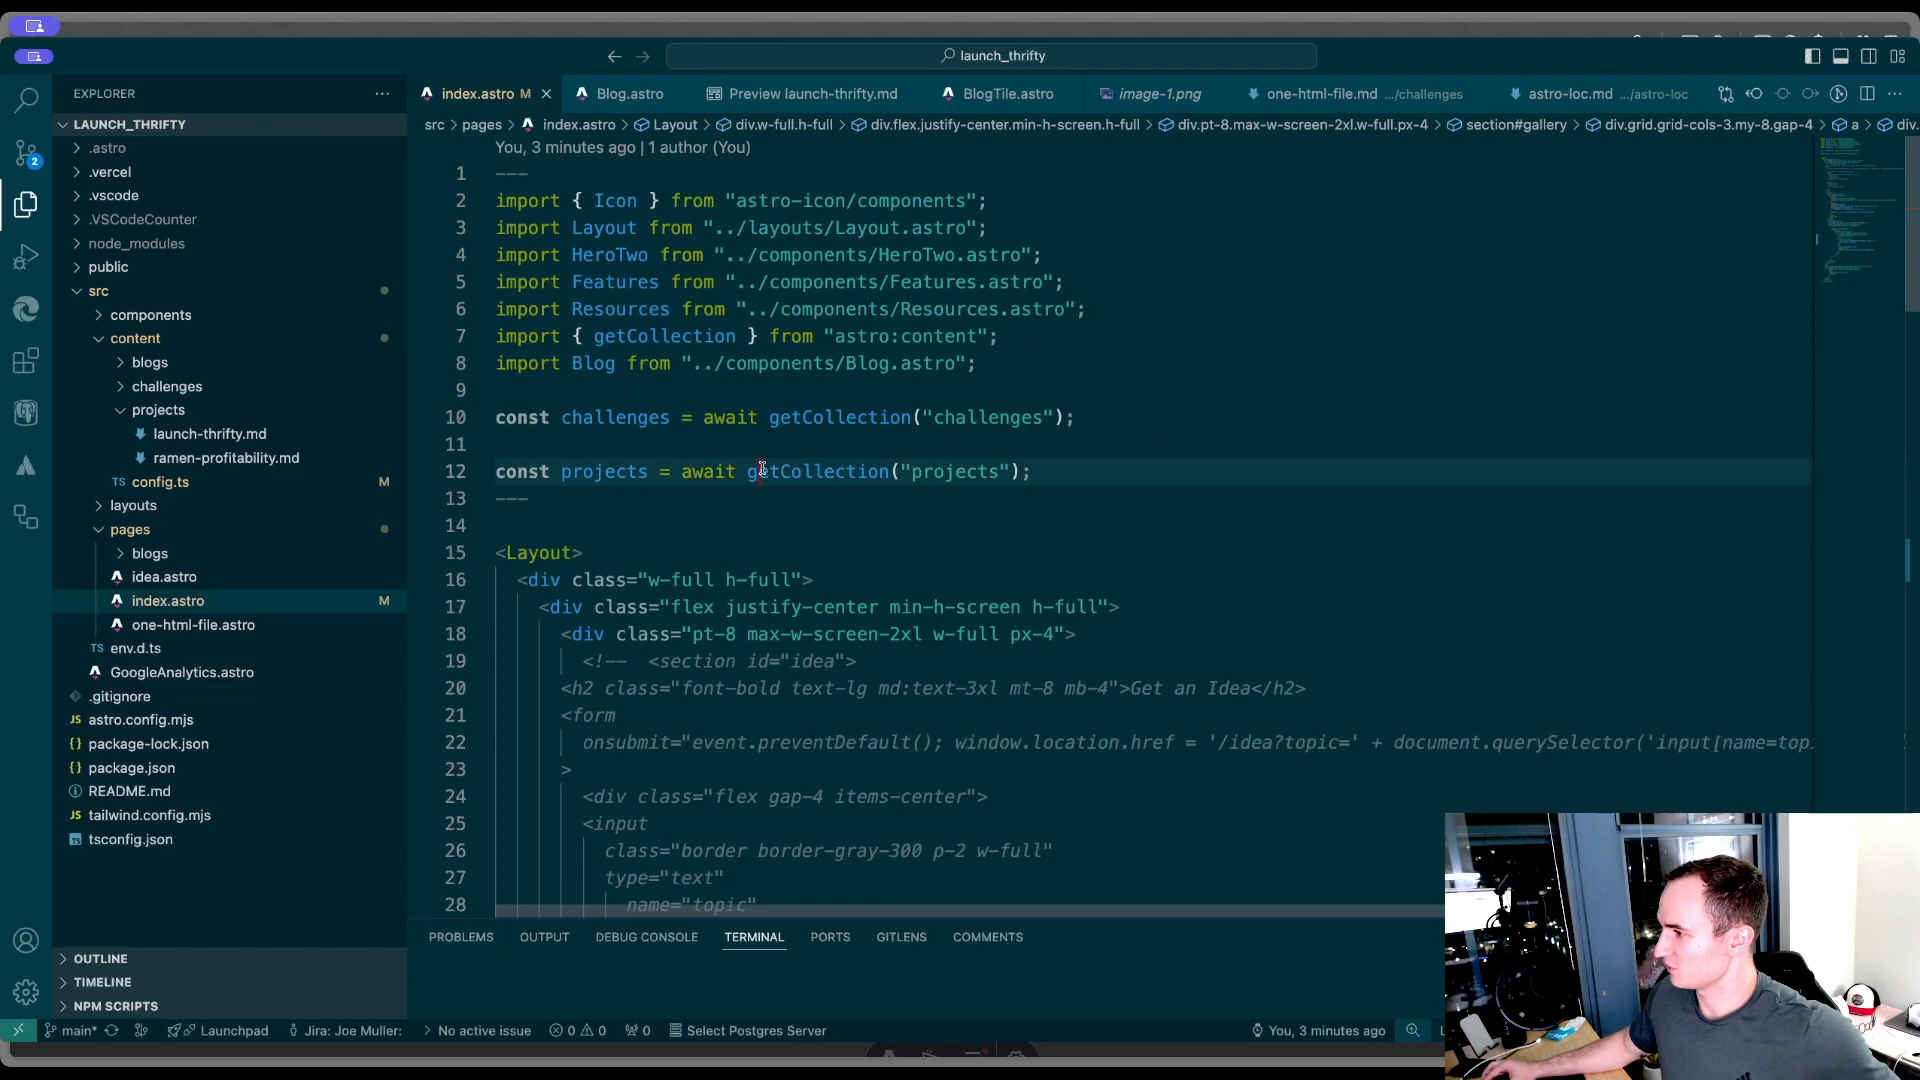 launch_thrifty
EXPLORER
LAUNCH_THRIFTY
.astro
.vercel
.vscode
.VSCodeCounter
node_modules
public
src
components
content
blogs
challenges
projects
launch-thrifty.md
ramen-profitability.md
TS config.ts M
layouts
pages
blogs
idea.astro
index.astro M
one-html-file.astro
TS env.d.ts
GoogleAnalytics.astro
.gitignore
JS astro.config.mjs
{} package-lock.json
{} package.json
README.md
JS tailwind.config.mjs
tsconfig.json
OUTLINE
TIMELINE
NPM SCRIPTS
2
index.astro M
Blog.astro
Preview launch-thrifty.md
BlogTile.astro
image-1.png
one-html-file.md .../challenges
astro-loc.md .../astro-loc
src > pages > index.astro > Layout > div.w-full.h-full > div.flex.justify-center.min-h-screen.h-full > div.pt-8.max-w-screen-2xl.w-full.px-4 > section#gallery > div.grid.grid-cols-3.my-8.gap-4 > a > div.
You, 3 minutes ago | 1 author (You)
1 ---
2 import { Icon } from "astro-icon/components";
3 import Layout from "../layouts/Layout.astro";
4 import HeroTwo from "../components/HeroTwo.astro";
5 import Features from "../components/Features.astro";
6 import Resources from "../components/Resources.astro";
7 import { getCollection } from "astro:content";
8 import Blog from "../components/Blog.astro";
9
10 const challenges = await getCollection("challenges");
11
12 const projects = await getCollection("projects");
13 ---
14
15 <Layout>
16 <div class="w-full h-full">
17 <div class="flex justify-center min-h-screen h-full">
18 <div class="pt-8 max-w-screen-2xl w-full px-4">
19 <!-- <section id="idea">
20 <h2 class="font-bold text-lg md:text-3xl mt-8 mb-4">Get an Idea</h2>
21 <form
22 onsubmit="event.preventDefault(); window.location.href = '/idea?topic=' + document.querySelector('input[name=topi
23 >
24 <div class="flex gap-4 items-center">
25 <input
26 class="border border-gray-300 p-2 w-full"
27 type="text"
28 name="topic"
PROBLEMS OUTPUT DEBUG CONSOLE TERMINAL PORTS GITLENS COMMENTS
main* Launchpad Jira: Joe Muller: No active issue 0 0 0 Select Postgres Server You, 3 minutes ago